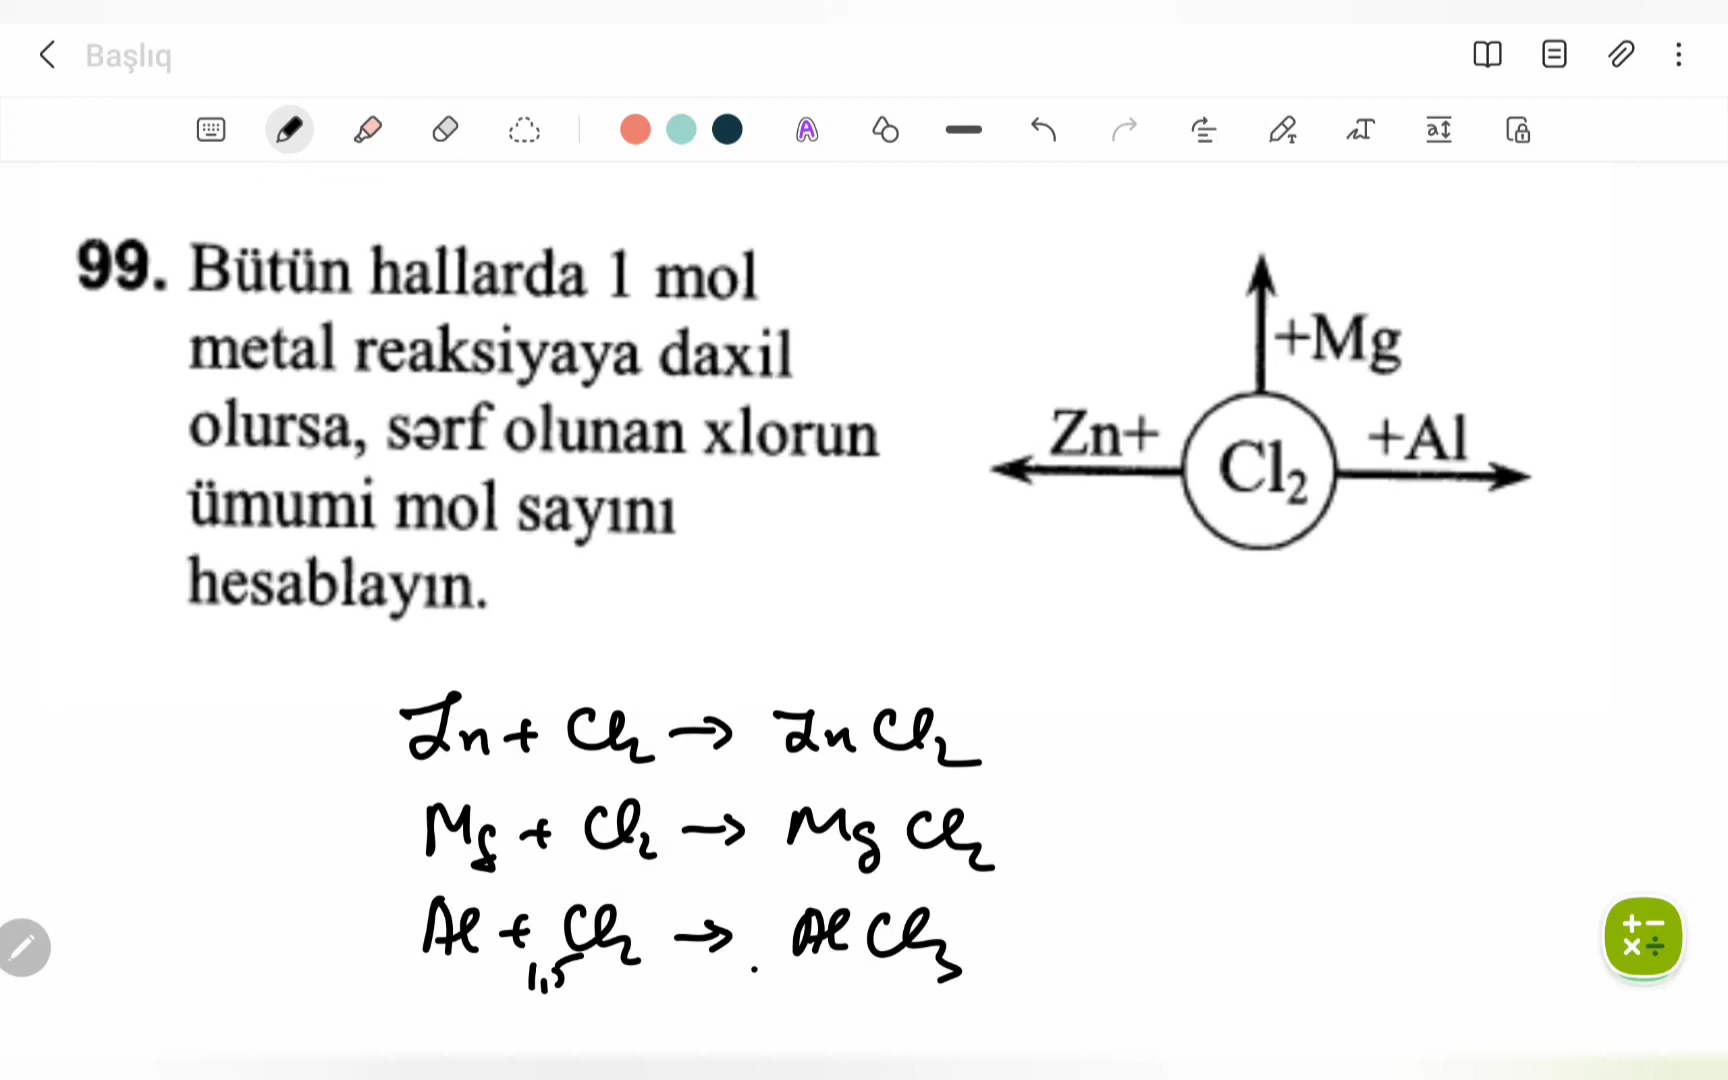 Başlıq
99. Bütün hallarda 1 mol
metal reaksiyaya daxil
olursa, sərf olunan xlorun
ümumi mol sayını
hesablayın.
+Mg
Zn+
Cl₂
+Al
Zn + Cl₂ → ZnCl₂
Mg + Cl₂ → MgCl₂
Al + Cl₂ → AlCl₃
1,5